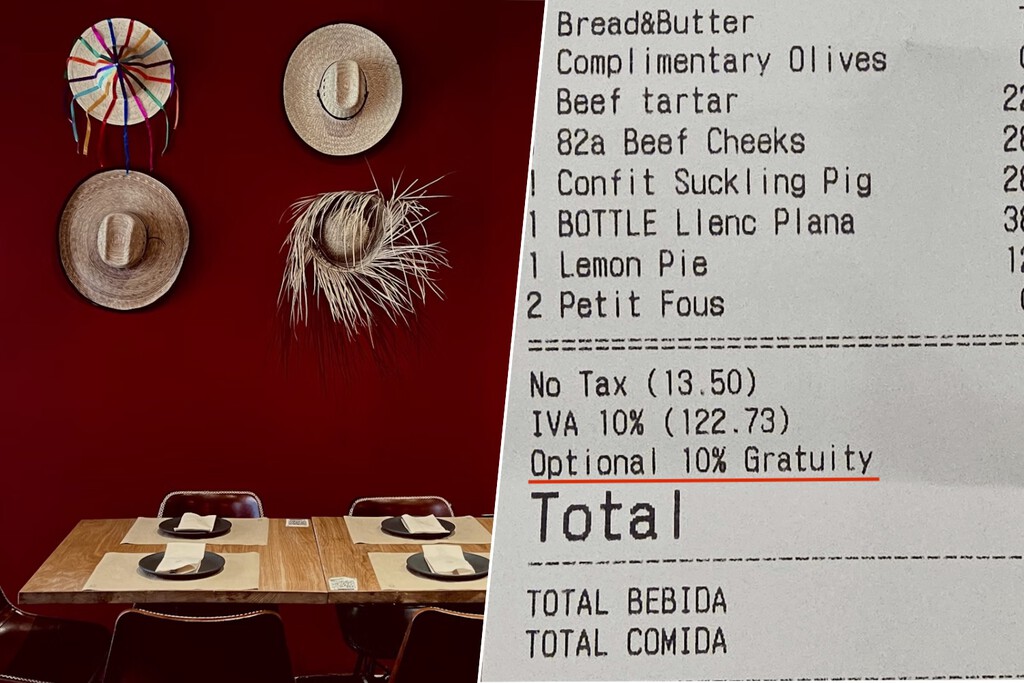 Bread&Butter
Complimentary Olives
Beef tartar 22
82a Beef Cheeks 28
1 Confit Suckling Pig 28
1 BOTTLE Llenc Plana 38
1 Lemon Pie 12
2 Petit Fous
No Tax (13.50)
IVA 10% (122.73)
Optional 10% Gratuity
Total
TOTAL BEBIDA
TOTAL COMIDA